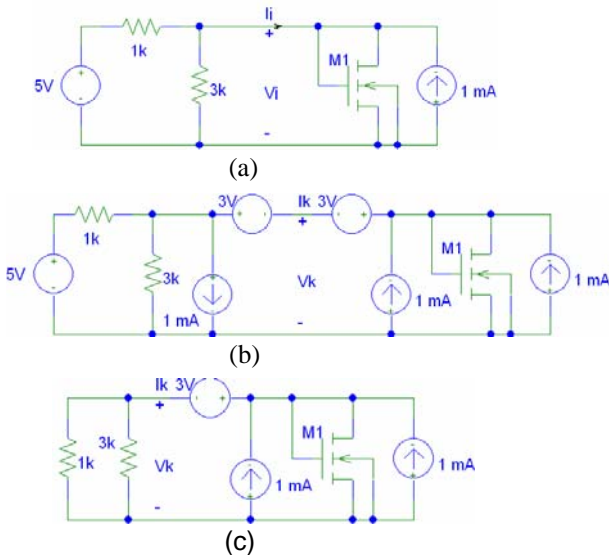 Ii
1k
+
M1
5V
3k
Vi
1 mA
-
(a)
3V
Ik
3V
1k
+
M1
5V
3k
Vk
1 mA
1 mA
1 mA
-
(b)
Ik
3V
+
M1
1k
3k
Vk
1 mA
1 mA
-
(c)